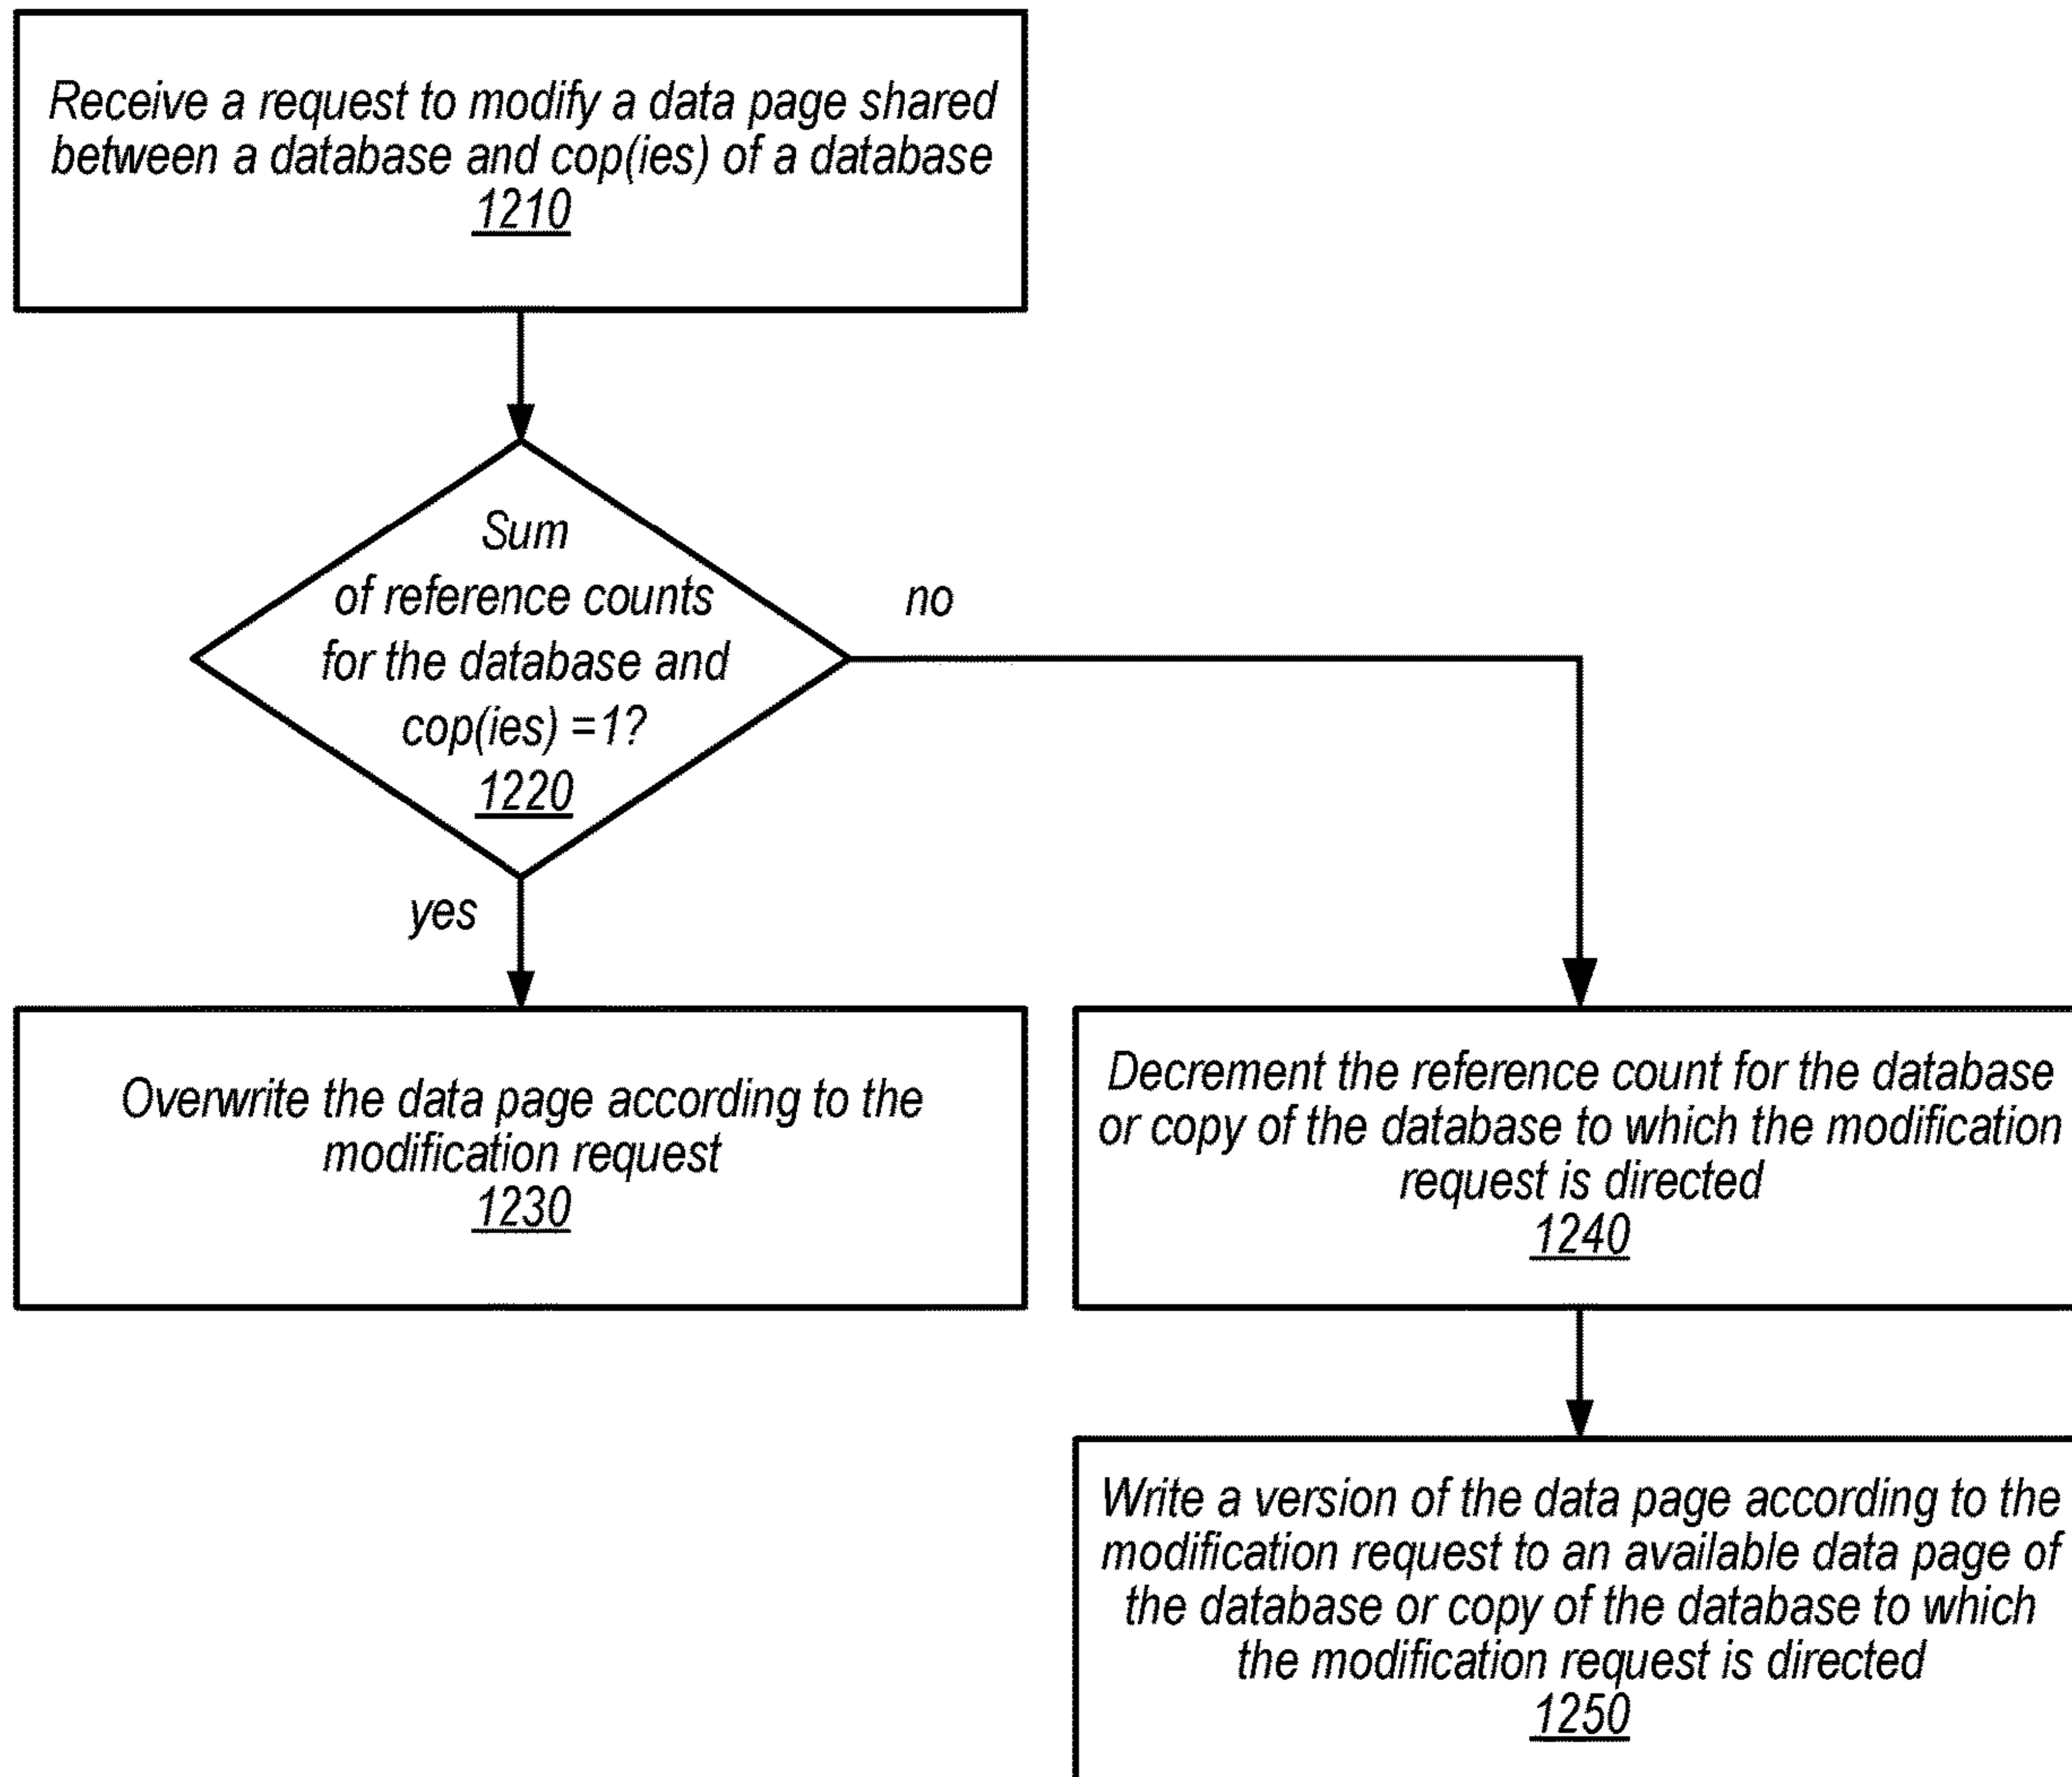 Receive a request to modify a data page shared
between a database and cop(ies) of a database
1210
Sum
of reference counts
for the database and
cop(ies) =1?
1220
no
yes
Overwrite the data page according to the
modification request
1230
Decrement the reference count for the database
or copy of the database to which the modification
request is directed
1240
Write a version of the data page according to the
modification request to an available data page of
the database or copy of the database to which
the modification request is directed
1250